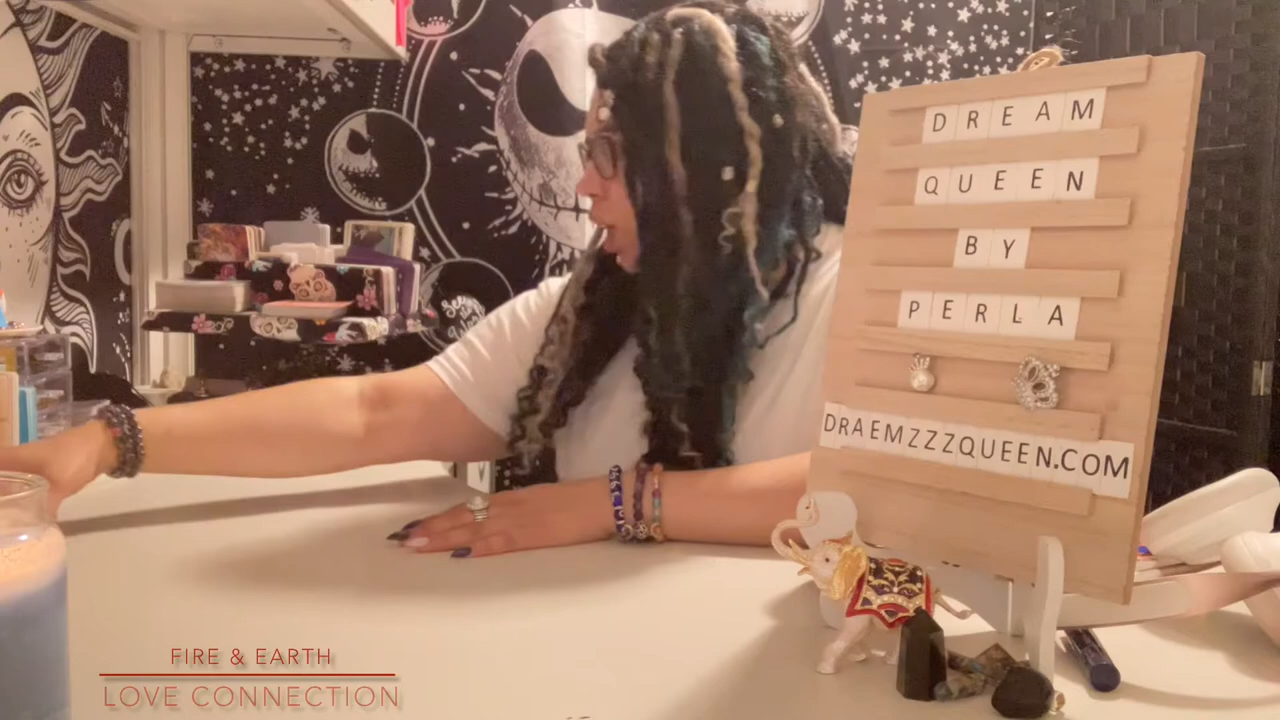 DREAM
QUEEN
BY
PERLA
DRAEMZZZQUEEN.COM
FIRE & EARTH
LOVE CONNECTION